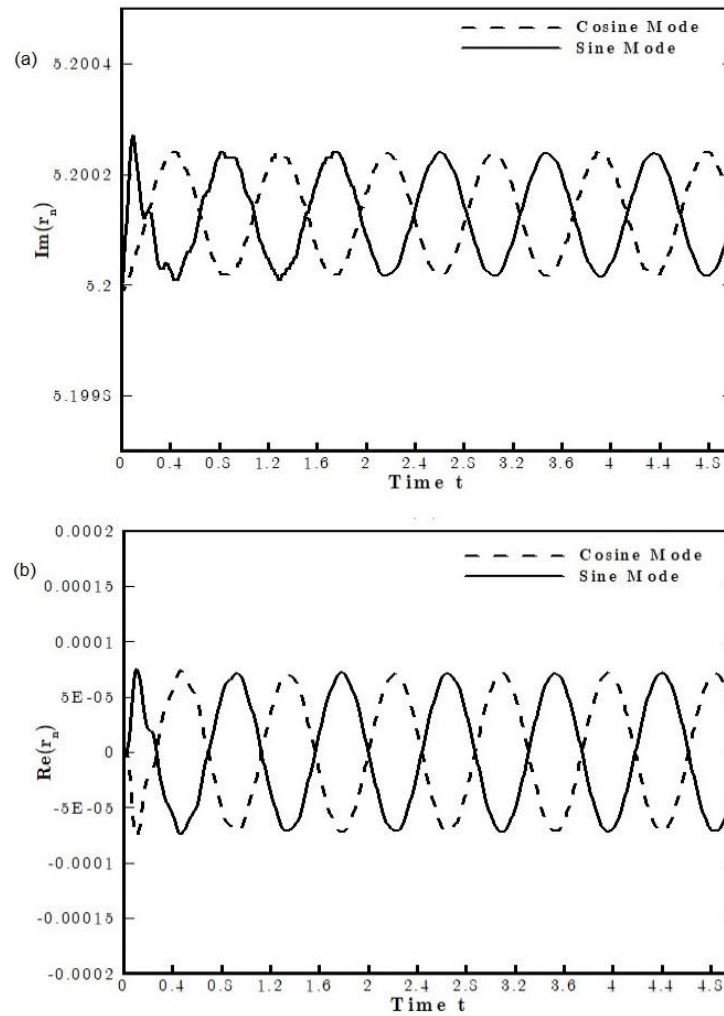 (a)
Cosine Mode
Sine Mode
5.2004
5.2002
5.2
5.1998
Im(r_n)
0 0.4 0.8 1.2 1.6 2 2.4 2.8 3.2 3.6 4 4.4 4.8
Time t
(b)
Cosine Mode
Sine Mode
0.0002
0.00015
0.0001
5E-05
0
-5E-05
-0.0001
-0.00015
-0.0002
Re(r_n)
0 0.4 0.8 1.2 1.6 2 2.4 2.8 3.2 3.6 4 4.4 4.8
Time t